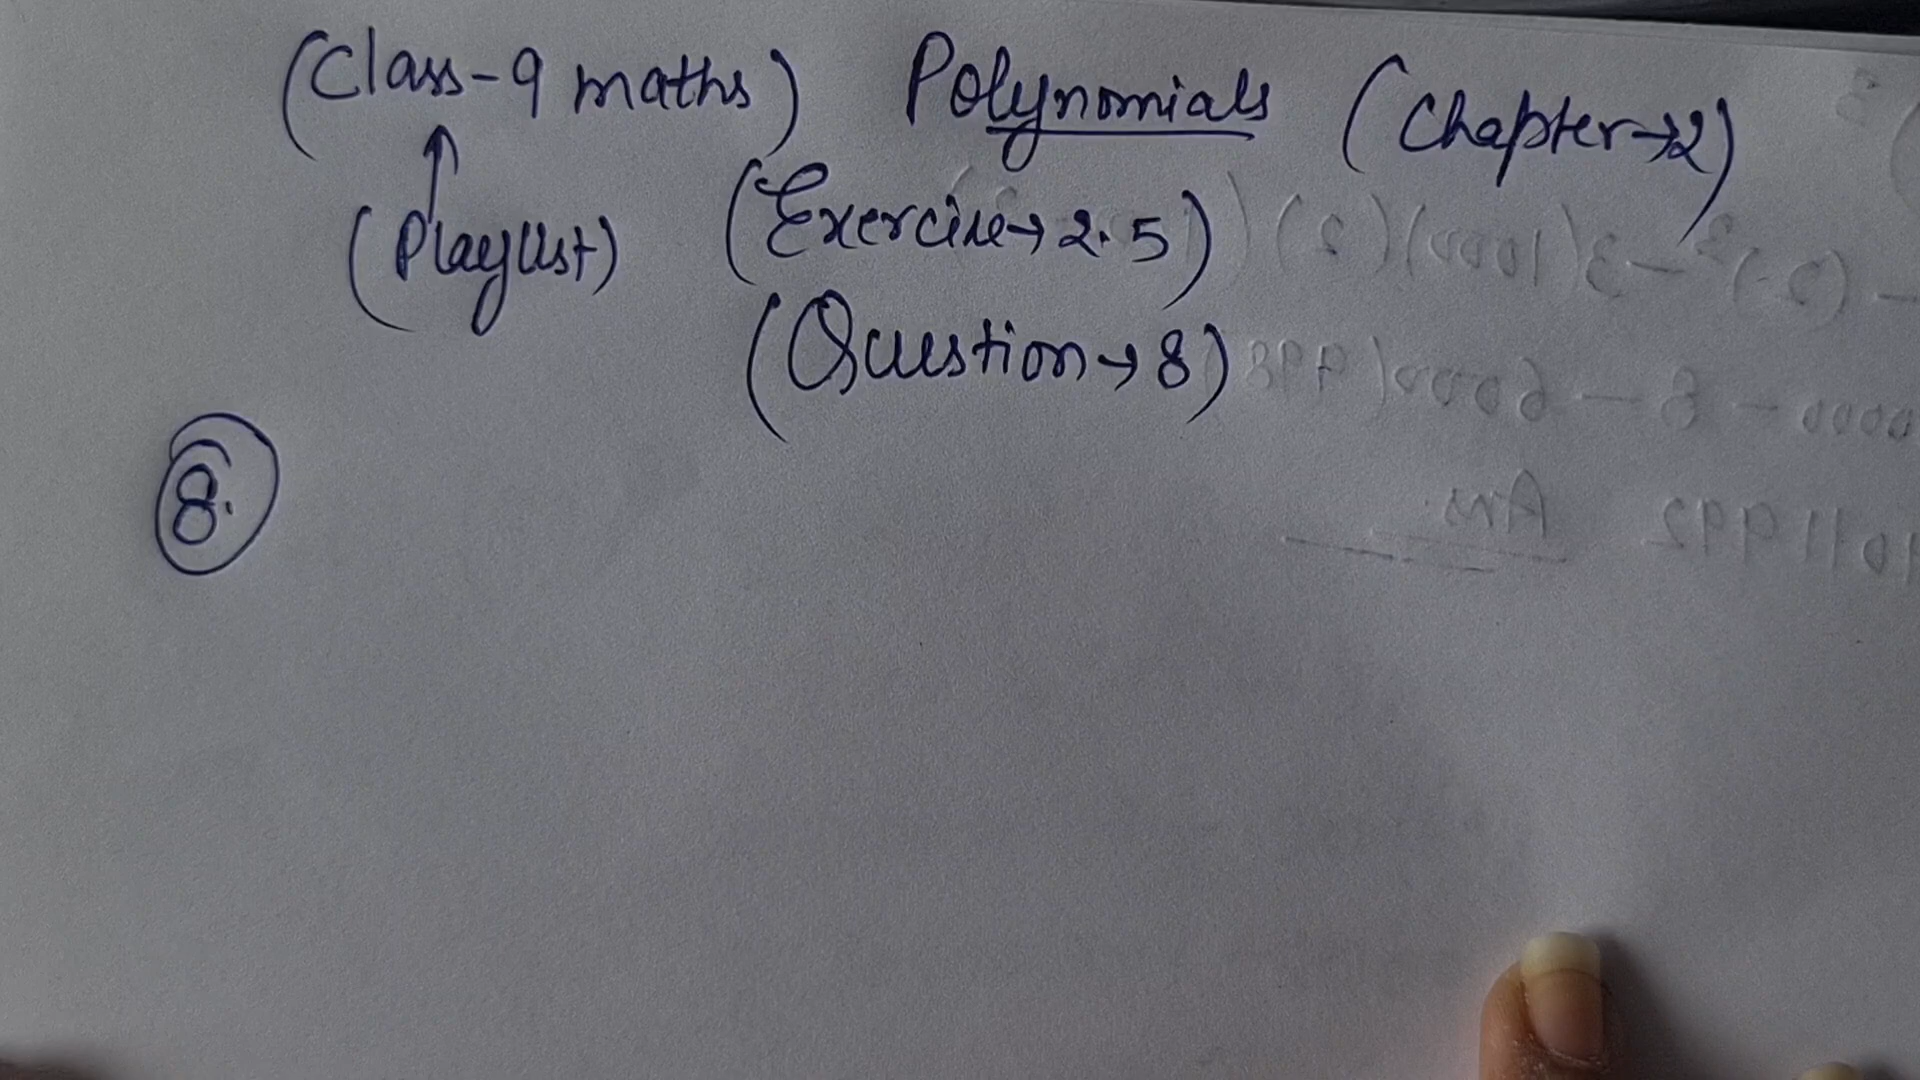 (Class-9 maths) Polynomials (Chapter→2)
(Playlist) (Exercise→2.5)
(Question→8)
8.